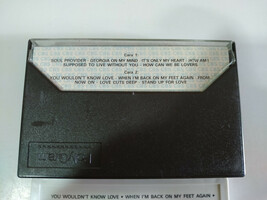 Cara 1
SOUL PROVIDER - GEORGIA ON MY MIND - IT'S ONLY MY HEART - HOW AM I
SUPPOSED TO LIVE WITHOUT YOU - HOW CAN WE BE LOVERS
Cara 2
YOU WOULDN'T KNOW LOVE - WHEN I'M BACK ON MY FEET AGAIN - FROM
NOW ON - LOVE CUTS DEEP - STAND UP FOR LOVE
YOU WOULDN'T KNOW LOVE • WHEN I'M BACK ON MY FEET AGAIN •